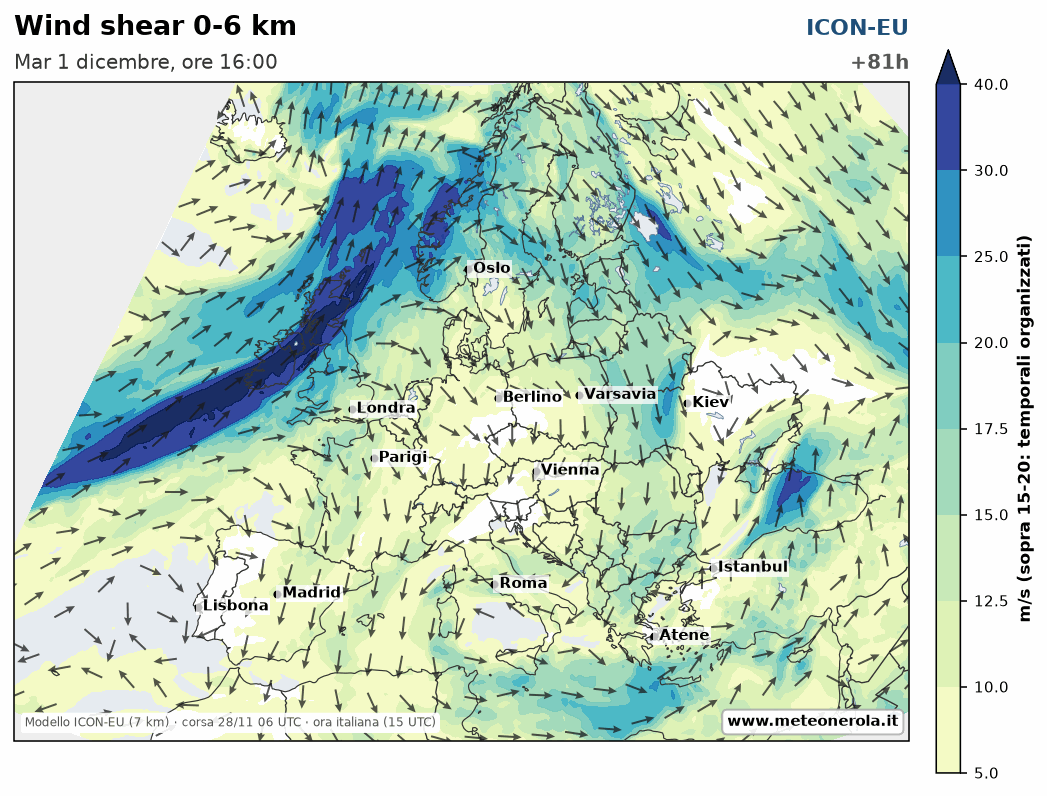 Wind shear 0-6 km
ICON-EU
Mar 1 dicembre, ore 16:00
+81h
40.0
30.0
25.0
20.0
17.5
15.0
12.5
10.0
5.0
m/s (sopra 15-20: temporali organizzati)
Oslo
Berlino
Varsavia
Kiev
Londra
Parigi
Vienna
Istanbul
Roma
Madrid
Lisbona
Atene
Modello ICON-EU (7 km) · corsa 28/11 06 UTC · ora italiana (15 UTC)
www.meteonerola.it